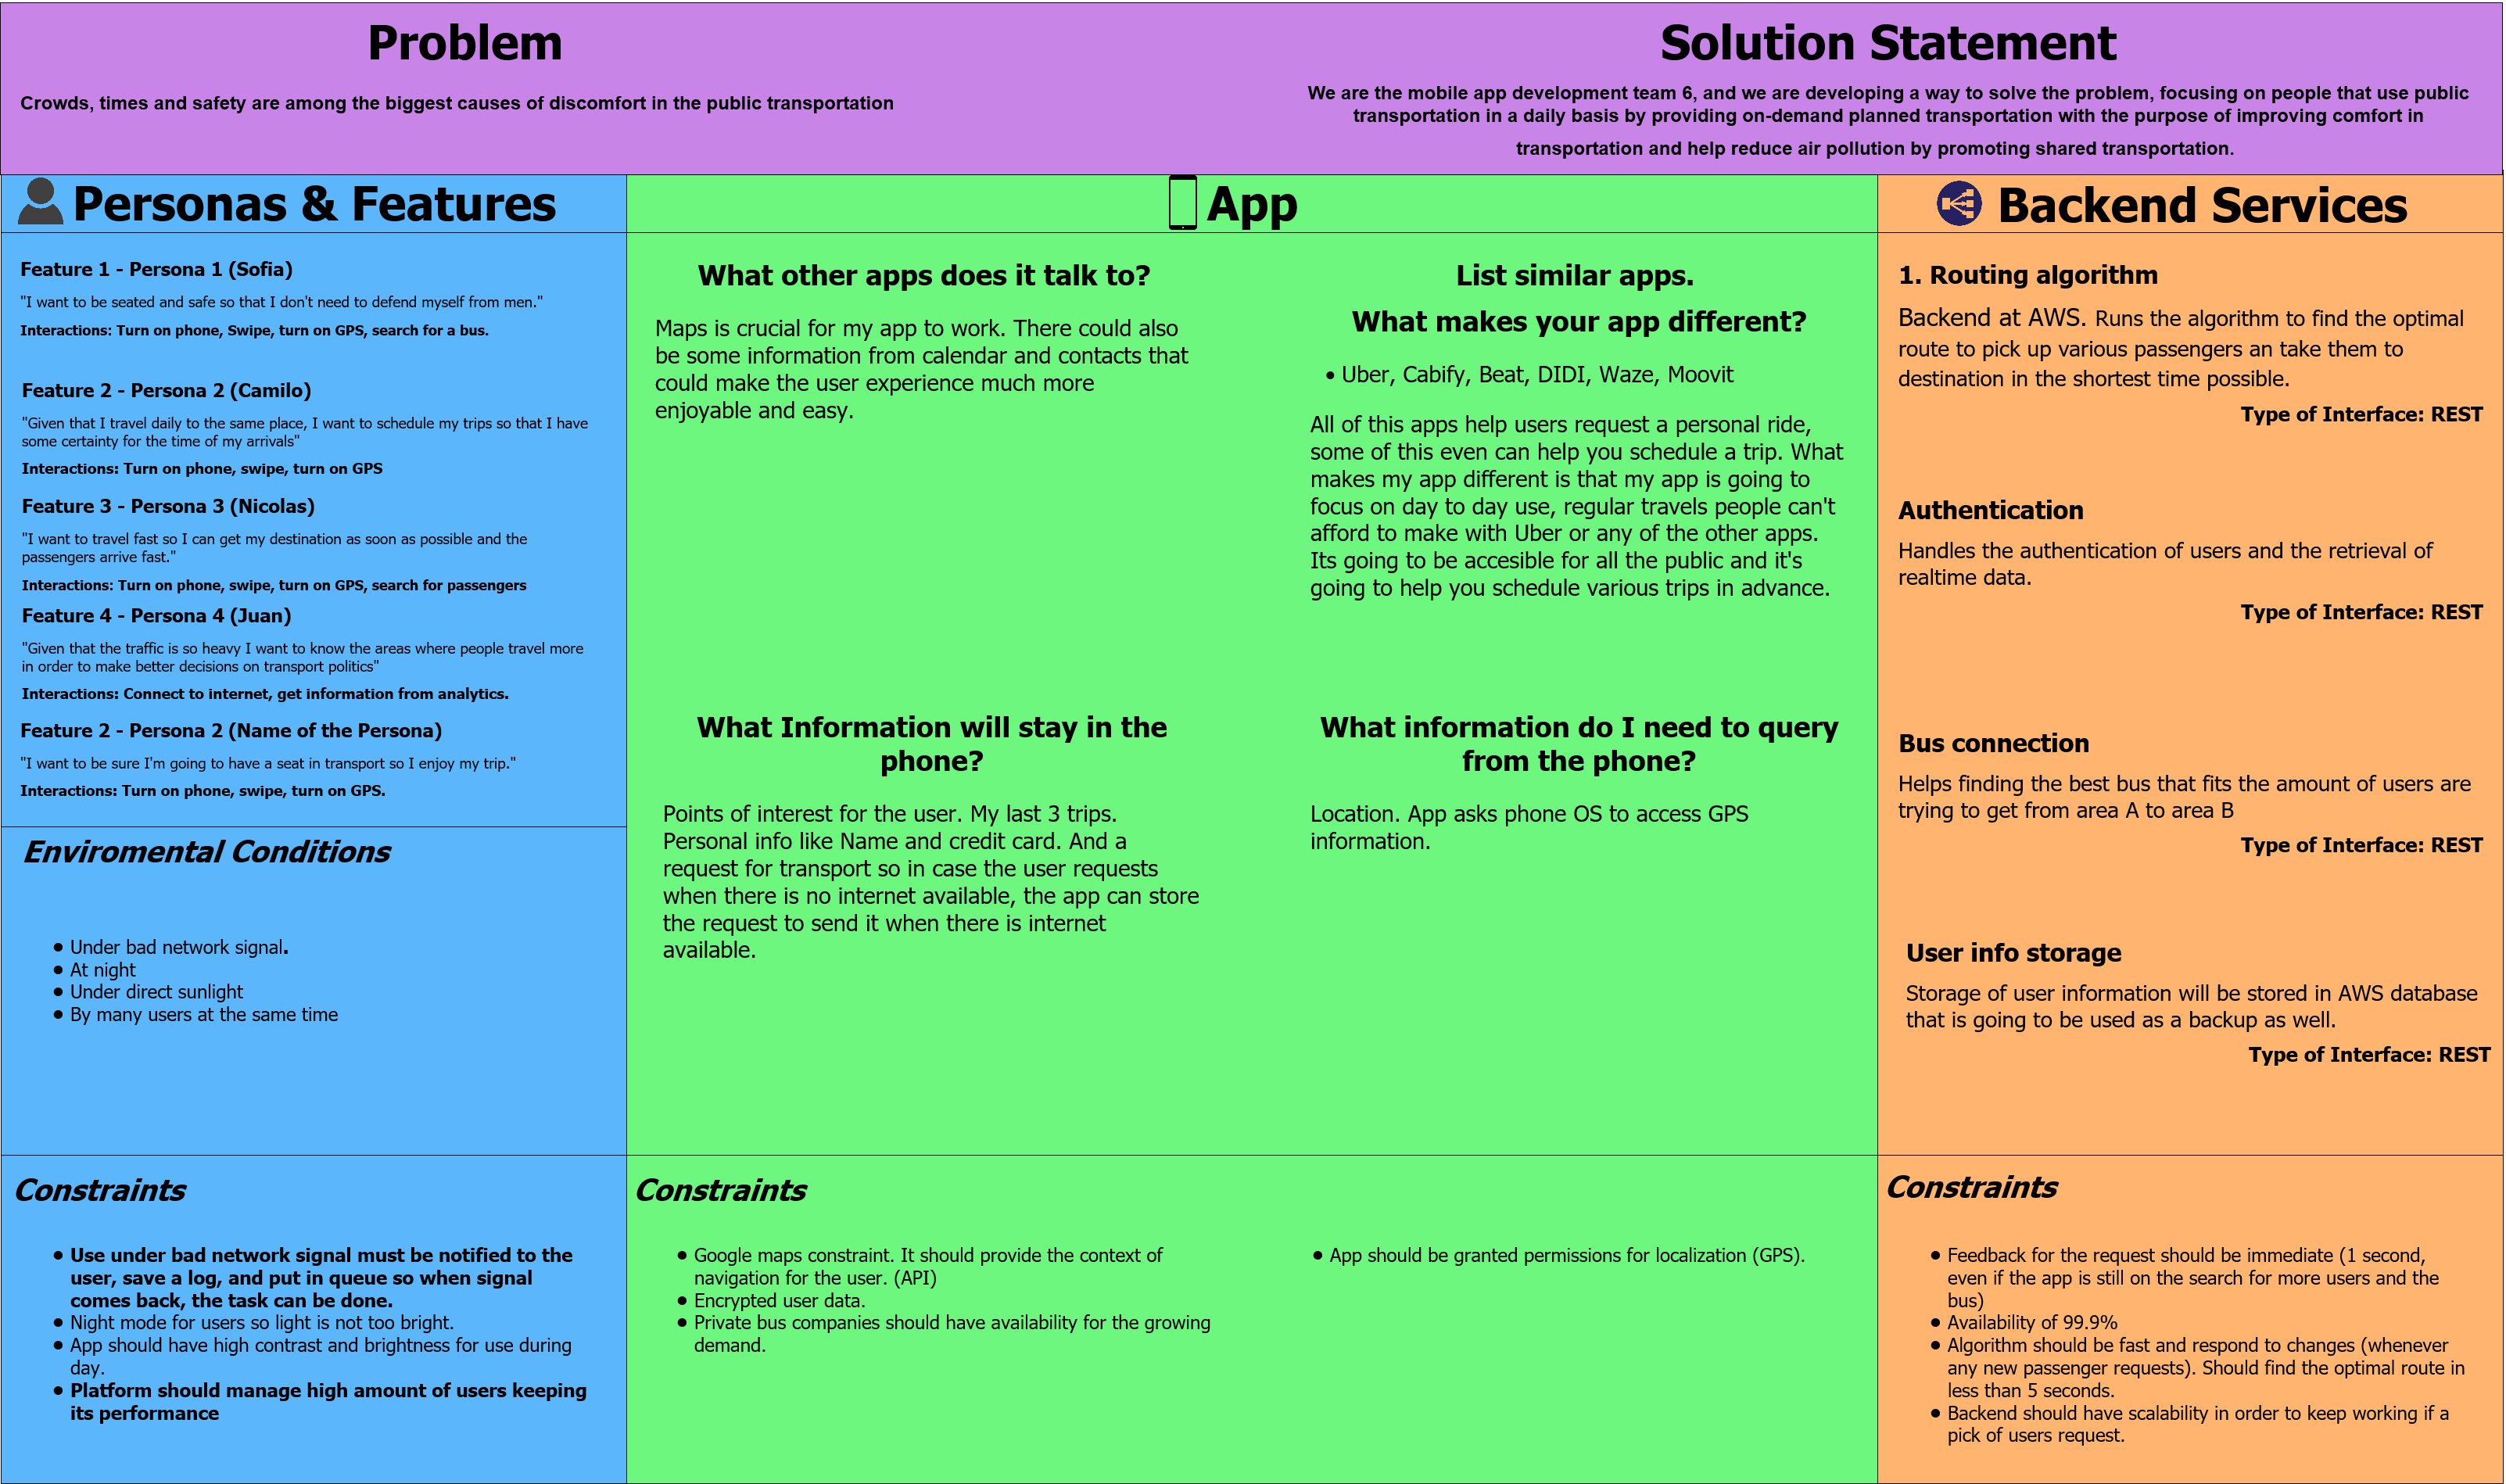 Problem
Crowds, times and safety are among the biggest causes of discomfort in the public transportation
Solution Statement
We are the mobile app development team 6, and we are developing a way to solve the problem, focusing on people that use public
transportation in a daily basis by providing on-demand planned transportation with the purpose of improving comfort in
transportation and help reduce air pollution by promoting shared transportation.
Personas & Features
Feature 1 - Persona 1 (Sofia)
"I want to be seated and safe so that I don't need to defend myself from men."
Interactions: Turn on phone, Swipe, turn on GPS, search for a bus.
Feature 2 - Persona 2 (Camilo)
"Given that I travel daily to the same place, I want to schedule my trips so that I have
some certainty for the time of my arrivals"
Interactions: Turn on phone, swipe, turn on GPS
Feature 3 - Persona 3 (Nicolas)
"I want to travel fast so I can get my destination as soon as possible and the
passengers arrive fast."
Interactions: Turn on phone, swipe, turn on GPS, search for passengers
Feature 4 - Persona 4 (Juan)
"Given that the traffic is so heavy I want to know the areas where people travel more
in order to make better decisions on transport politics"
Interactions: Connect to internet, get information from analytics.
Feature 2 - Persona 2 (Name of the Persona)
"I want to be sure I'm going to have a seat in transport so I enjoy my trip."
Interactions: Turn on phone, swipe, turn on GPS.
Enviromental Conditions
• Under bad network signal.
• At night
• Under direct sunlight
• By many users at the same time
Constraints
• Use under bad network signal must be notified to the
user, save a log, and put in queue so when signal
comes back, the task can be done.
• Night mode for users so light is not too bright.
• App should have high contrast and brightness for use during
day.
• Platform should manage high amount of users keeping
its performance
App
What other apps does it talk to?
Maps is crucial for my app to work. There could also
be some information from calendar and contacts that
could make the user experience much more
enjoyable and easy.
List similar apps.
What makes your app different?
• Uber, Cabify, Beat, DIDI, Waze, Moovit
All of this apps help users request a personal ride,
some of this even can help you schedule a trip. What
makes my app different is that my app is going to
focus on day to day use, regular travels people can't
afford to make with Uber or any of the other apps.
Its going to be accesible for all the public and it's
going to help you schedule various trips in advance.
What Information will stay in the
phone?
Points of interest for the user. My last 3 trips.
Personal info like Name and credit card. And a
request for transport so in case the user requests
when there is no internet available, the app can store
the request to send it when there is internet
available.
What information do I need to query
from the phone?
Location. App asks phone OS to access GPS
information.
Constraints
• Google maps constraint. It should provide the context of
navigation for the user. (API)
• Encrypted user data.
• Private bus companies should have availability for the growing
demand.
• App should be granted permissions for localization (GPS).
Backend Services
1. Routing algorithm
Backend at AWS. Runs the algorithm to find the optimal
route to pick up various passengers an take them to
destination in the shortest time possible.
Type of Interface: REST
Authentication
Handles the authentication of users and the retrieval of
realtime data.
Type of Interface: REST
Bus connection
Helps finding the best bus that fits the amount of users are
trying to get from area A to area B
Type of Interface: REST
User info storage
Storage of user information will be stored in AWS database
that is going to be used as a backup as well.
Type of Interface: REST
Constraints
• Feedback for the request should be immediate (1 second,
even if the app is still on the search for more users and the
bus)
• Availability of 99.9%
• Algorithm should be fast and respond to changes (whenever
any new passenger requests). Should find the optimal route in
less than 5 seconds.
• Backend should have scalability in order to keep working if a
pick of users request.